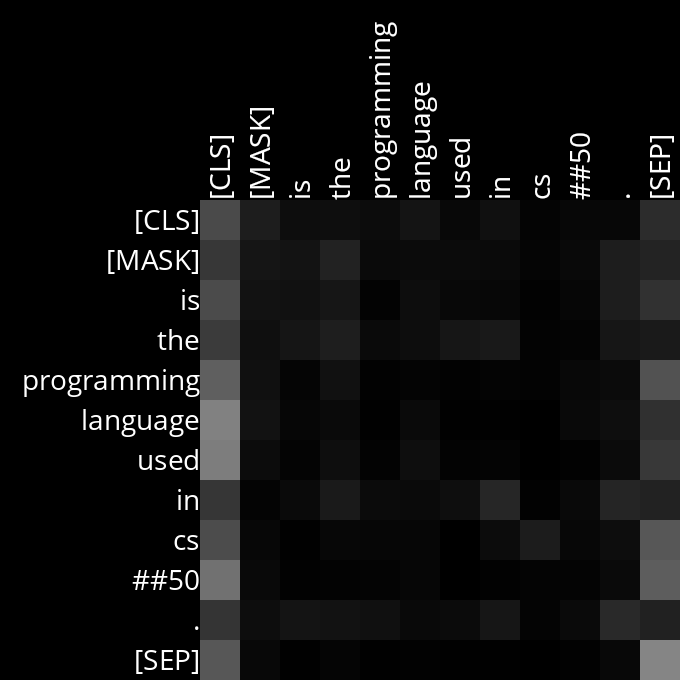 [CLS]
[MASK]
is
the
programming
language
used
in
cs
##50
.
[SEP]
[CLS]
[MASK]
is
the
programming
language
used
in
cs
##50
.
[SEP]